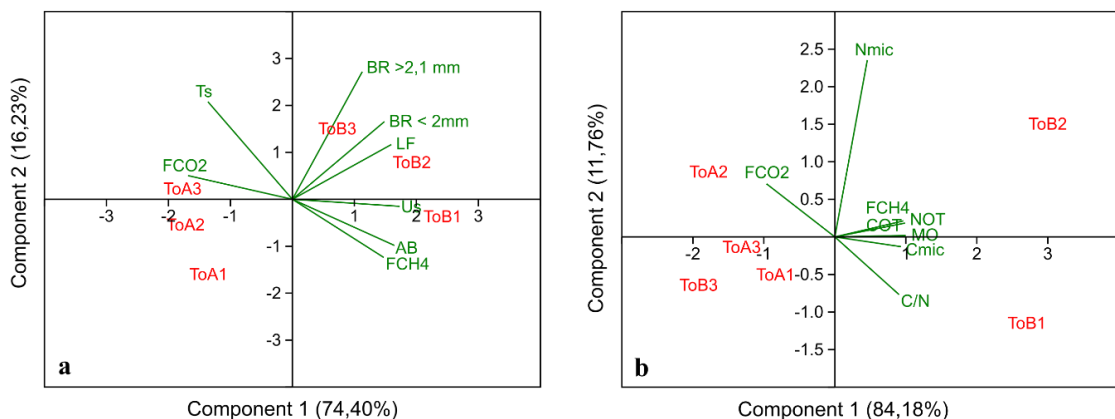 Component 2 (16,23%)
3
2
1
-3
-2
-1
1
2
3
-1
-2
-3
BR >2,1 mm
Ts
BR < 2mm
ToB3
LF
ToB2
FCO2
ToA3
Us
ToB1
ToA2
AB
FCH4
ToA1
a
Component 1 (74,40%)
Component 2 (11,76%)
2.5
2.0
1.5
1.0
0.5
-2
-1
1
2
3
-0.5
-1.0
-1.5
Nmic
ToB2
ToA2
FCO2
FCH4
NOT
COT
MO
ToA3
Cmic
ToA1
ToB3
C/N
ToB1
b
Component 1 (84,18%)